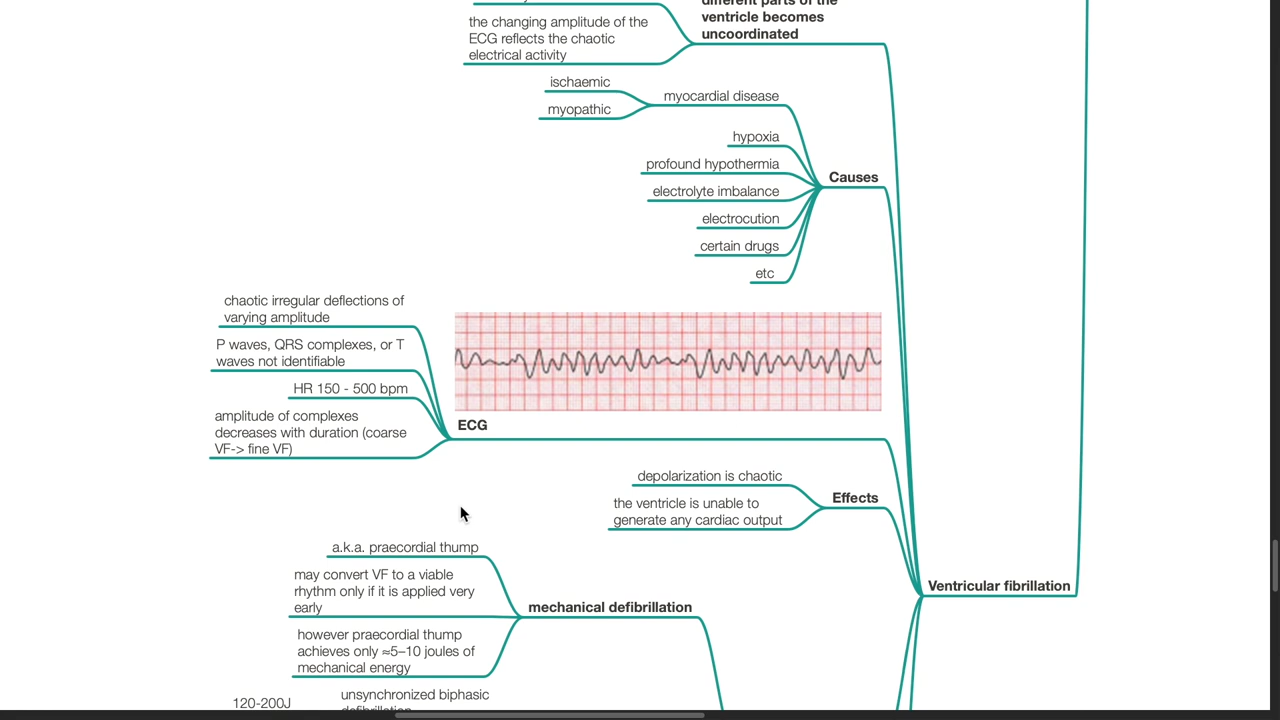 different parts of the
ventricle becomes
uncoordinated
the changing amplitude of the
ECG reflects the chaotic
electrical activity
ischaemic
myopathic
myocardial disease
hypoxia
profound hypothermia
electrolyte imbalance
electrocution
certain drugs
etc
Causes
chaotic irregular deflections of
varying amplitude
P waves, QRS complexes, or T
waves not identifiable
HR 150 - 500 bpm
amplitude of complexes
decreases with duration (coarse
VF-> fine VF)
ECG
depolarization is chaotic
the ventricle is unable to
generate any cardiac output
Effects
Ventricular fibrillation
a.k.a. praecordial thump
may convert VF to a viable
rhythm only if it is applied very
early
however praecordial thump
achieves only ≈5–10 joules of
mechanical energy
mechanical defibrillation
120-200J
unsynchronized biphasic
defibrillation